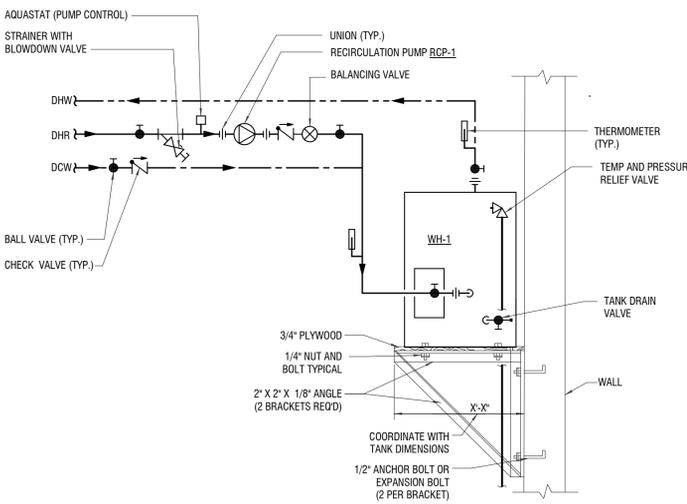 AQUASTAT (PUMP CONTROL)
STRAINER WITH
BLOWDOWN VALVE
UNION (TYP.)
RECIRCULATION PUMP RCP-1
BALANCING VALVE
DHW
DHR
DCW
THERMOMETER
(TYP.)
TEMP AND PRESSURE
RELIEF VALVE
BALL VALVE (TYP.)
CHECK VALVE (TYP.)
WH-1
TANK DRAIN
VALVE
3/4" PLYWOOD
1/4" NUT AND
BOLT TYPICAL
2" X 2" X 1/8" ANGLE
(2 BRACKETS REQ'D)
WALL
X'-X"
COORDINATE WITH
TANK DIMENSIONS
1/2" ANCHOR BOLT OR
EXPANSION BOLT
(2 PER BRACKET)